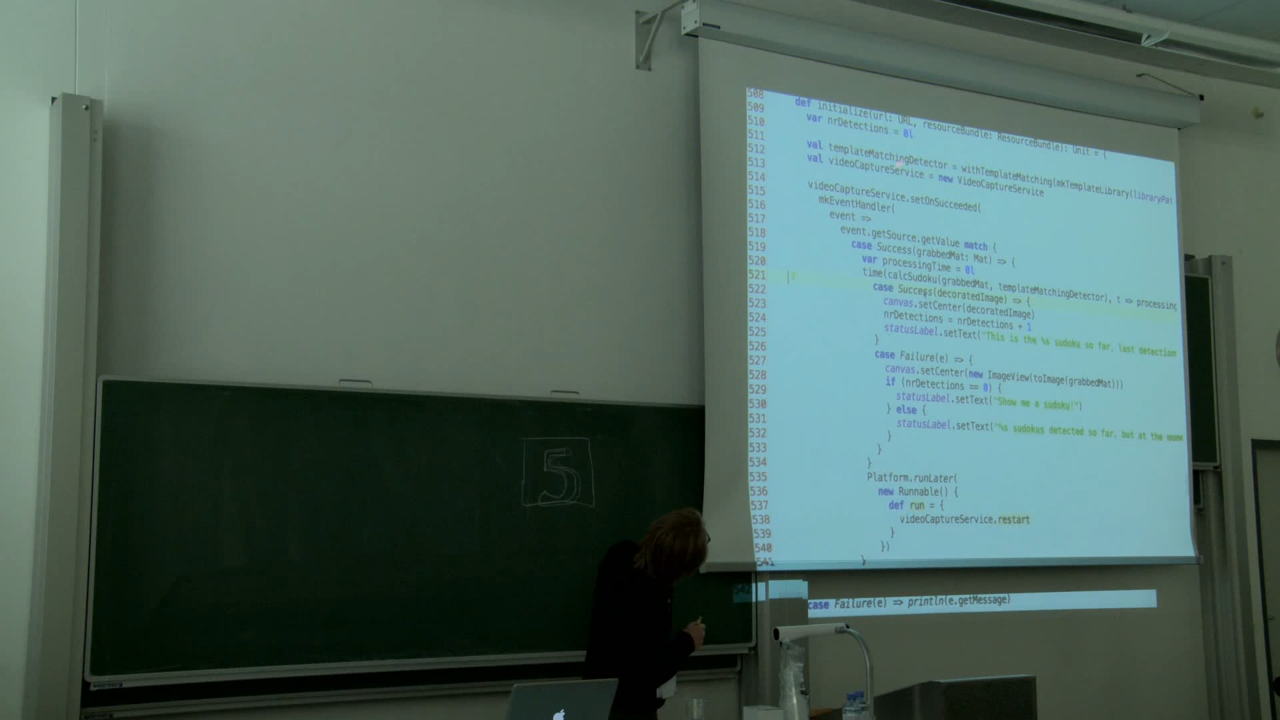 5
508
509 def initialize(url: URL, resourceBundle: ResourceBundle): Unit = {
510 var nrDetections = 0l
511
512 val templateMatchingDetector = withTemplateMatching(mkTemplateLibrary(libraryPat
513 val videoCaptureService = new VideoCaptureService
514
515 videoCaptureService.setOnSucceeded(
516 mkEventHandler(
517 event =>
518 event.getSource.getValue match {
519 case Success(grabbedMat: Mat) => {
520 var processingTime = 0l
521 time(calcSudoku(grabbedMat, templateMatchingDetector), t => processing
522 case Success(decoratedImage) => {
523 canvas.setCenter(decoratedImage)
524 nrDetections = nrDetections + 1
525 statusLabel.setText("This is the %s sudoku so far, last detection
526 }
527 case Failure(e) => {
528 canvas.setCenter(new ImageView(toImage(grabbedMat)))
529 if (nrDetections == 0) {
530 statusLabel.setText("Show me a sudoku!")
531 } else {
532 statusLabel.setText("%s sudokus detected so far, but at the mome
533 }
534 }
535 }
536 Platform.runLater(
537 new Runnable() {
538 def run = {
539 videoCaptureService.restart
540 }
541 })
}
case Failure(e) => println(e.getMessage)